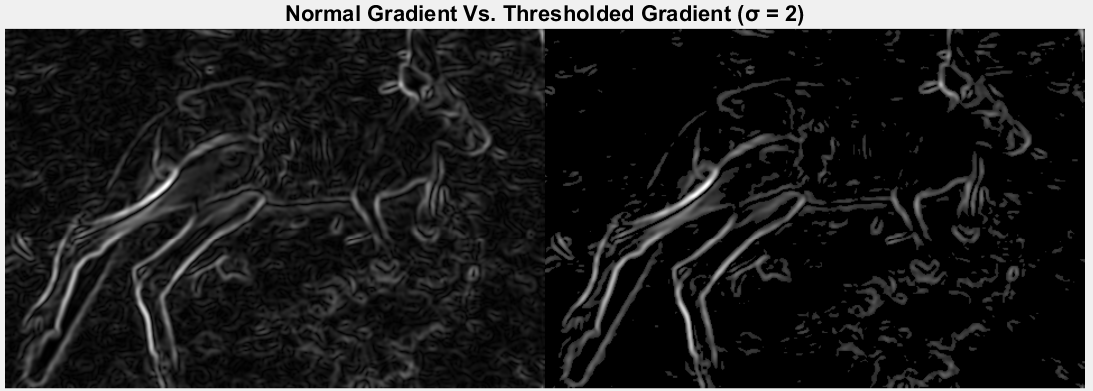 Normal Gradient Vs. Thresholded Gradient (σ = 2)